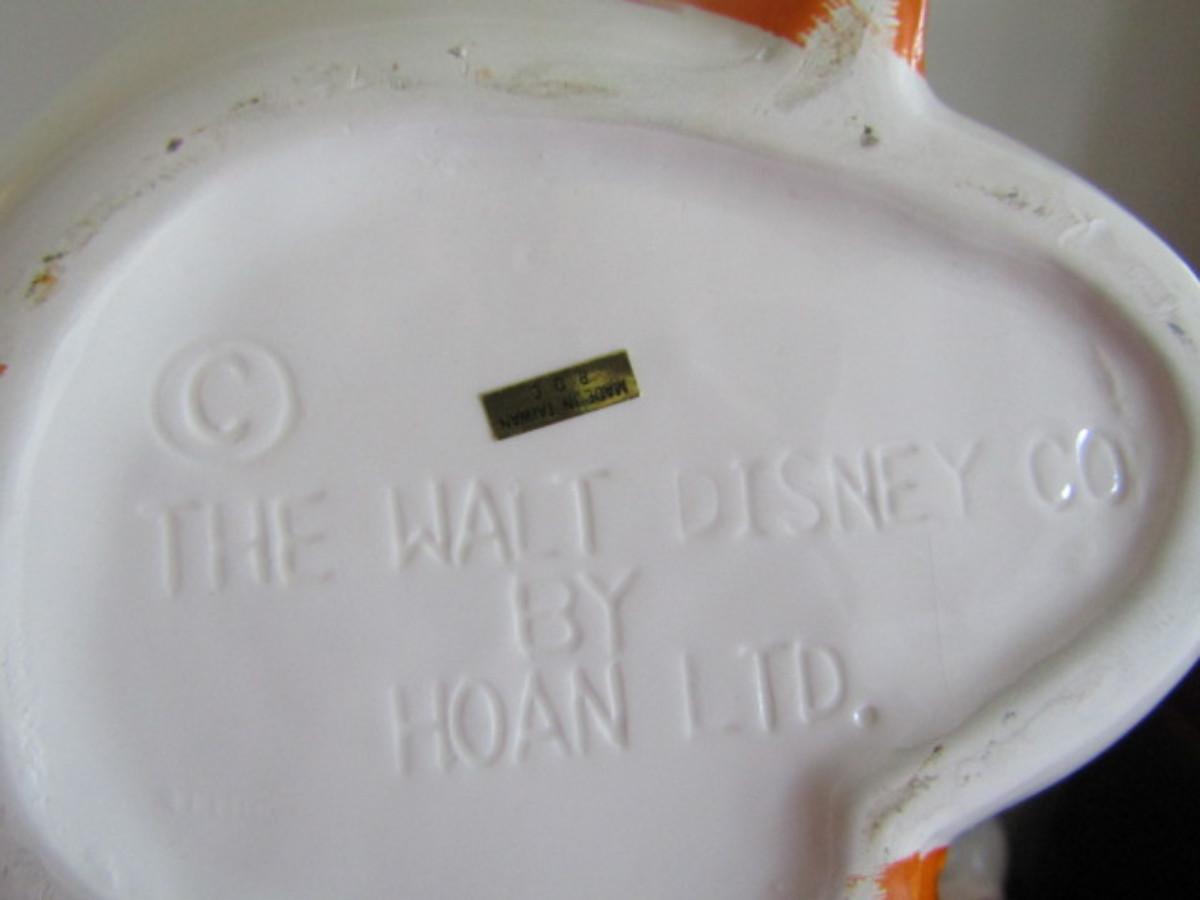 ©
MADE IN TAIWAN
R.O.C.
THE WALT DISNEY CO
BY
HOAN LTD.